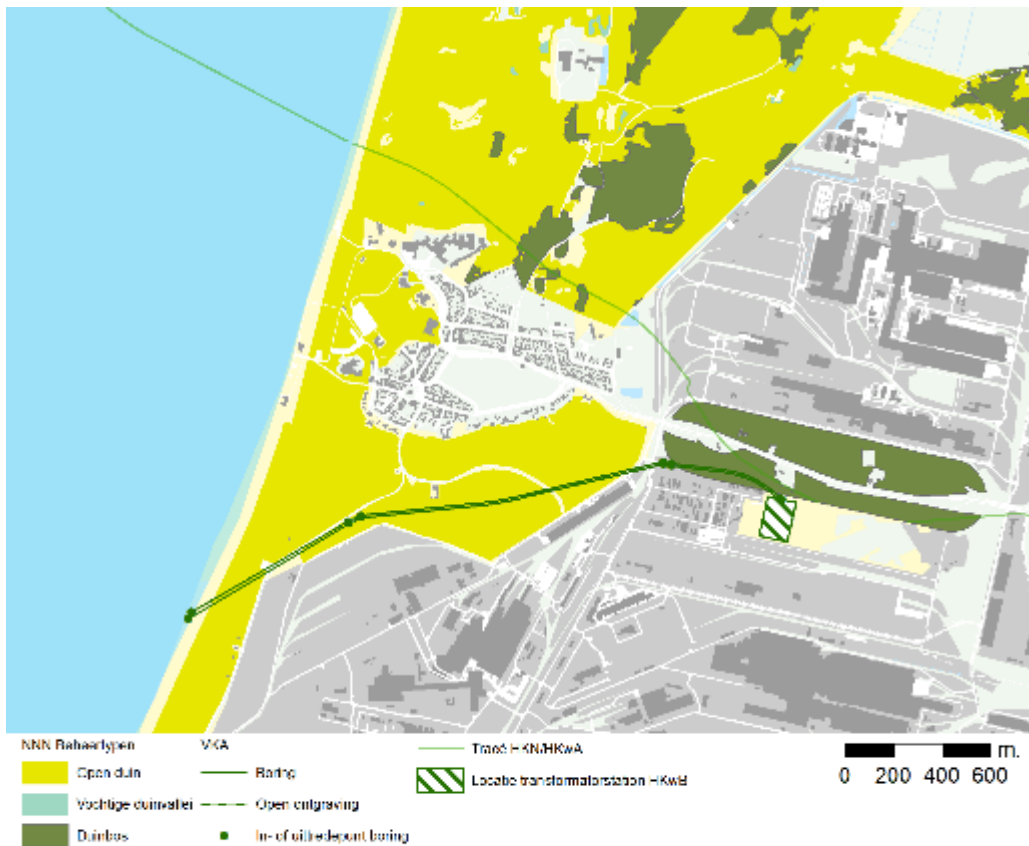 NNN Beheertypen
Open duin
Vochtige duinvallei
Duinbos
VKA
Boring
Open ontgraving
In- of uittredepunt boring
Tracé HKN/HKwA
Locatie transformatorstation HKwB
m.
0 200 400 600